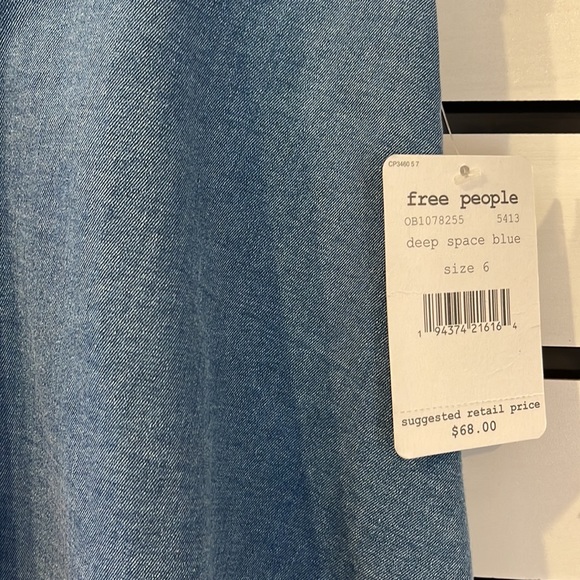 CP3460 5 7
free people
OB1078255 5413
deep space blue
size 6
1 94374 21616 4
suggested retail price
$68.00